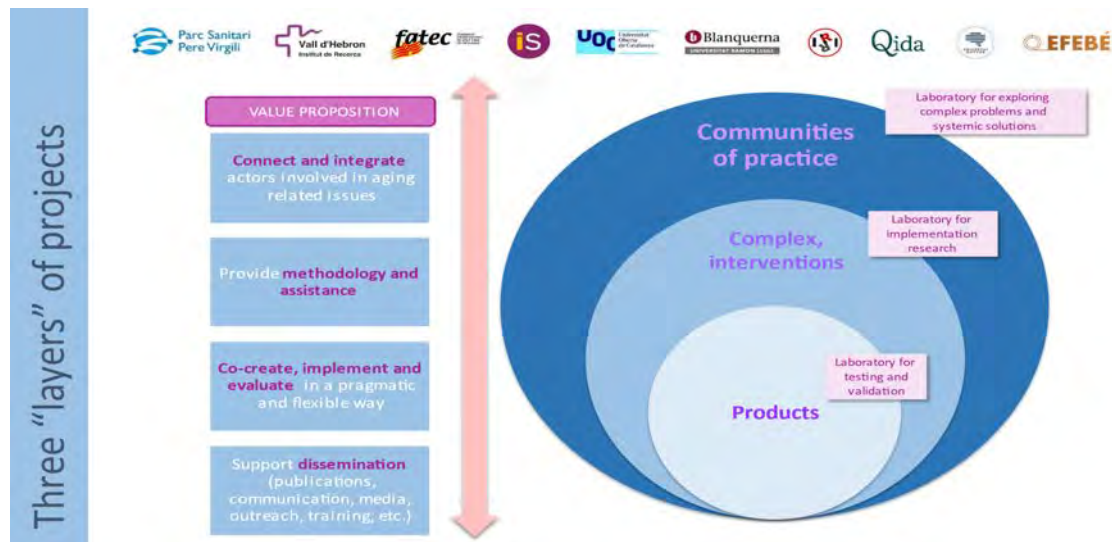 Three “layers” of projects
Parc Sanitari
Pere Virgili
Vall d'Hebron
Institut de Recerca
fatec
iS
UOC
Universitat
Oberta
de Catalunya
Blanquerna
UNIVERSITAT RAMON LLULL
Qida
EFEBÉ
VALUE PROPOSITION
Connect and integrate
actors involved in aging
related issues
Provide methodology and
assistance
Co-create, implement and
evaluate in a pragmatic
and flexible way
Support dissemination
(publications,
communication, media,
outreach, training, etc.)
Communities
of practice
Laboratory for exploring
complex problems and
systemic solutions
Complex,
interventions
Laboratory for
implementation
research
Products
Laboratory for
testing and
validation